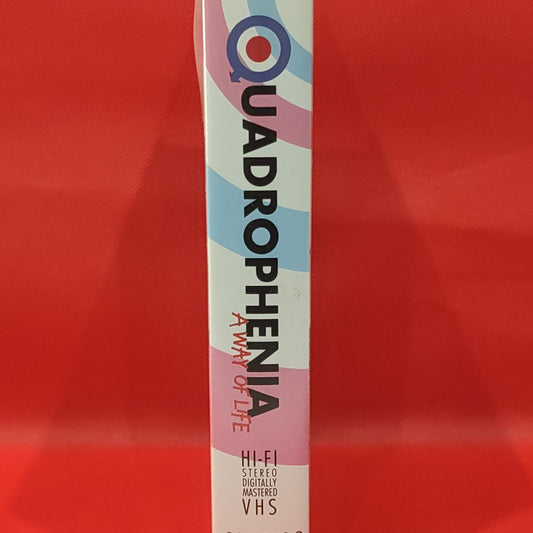 QUADROPHENIA
A WAY OF LIFE
HI-FI
STEREO
DIGITALLY
MASTERED
VHS